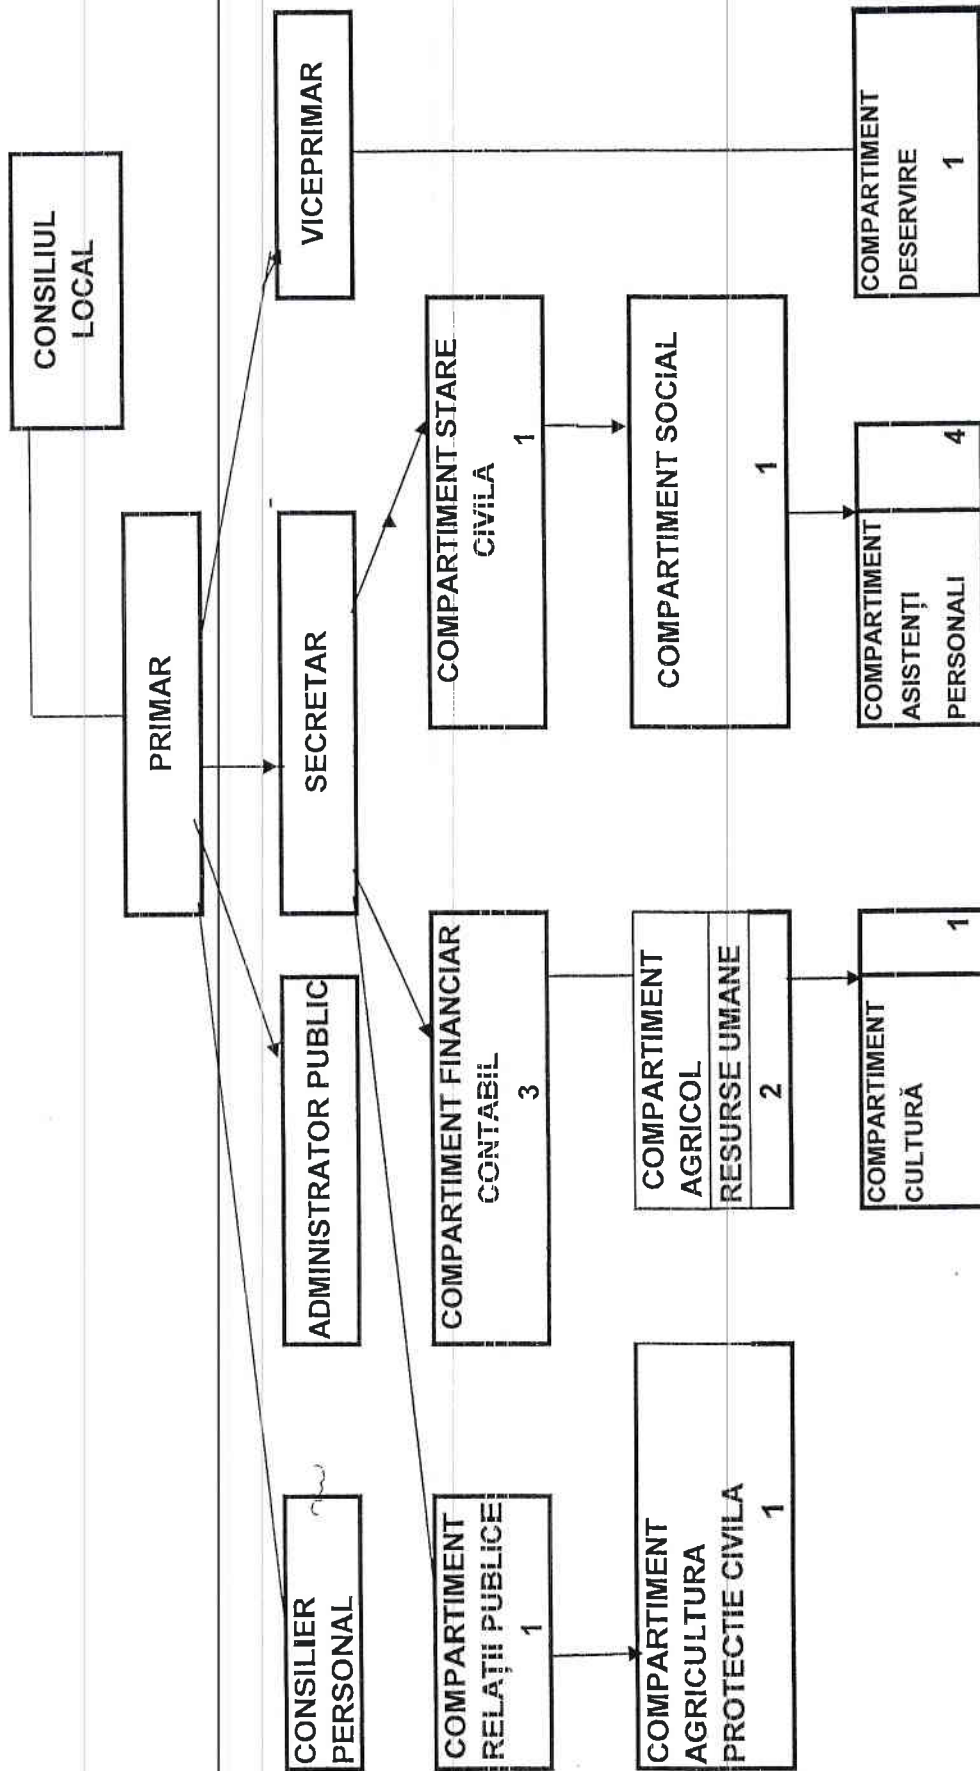 CONSILIUL
LOCAL
PRIMAR
CONSILIER
PERSONAL
ADMINISTRATOR PUBLIC
SECRETAR
VICEPRIMAR
COMPARTIMENT
RELAȚII PUBLICE
1
COMPARTIMENT FINANCIAR
CONTABIL
3
COMPARTIMENT STARE
CIVILĂ
1
COMPARTIMENT
AGRICULTURA
PROTECTIE CIVILA
1
COMPARTIMENT
AGRICOL
RESURSE UMANE
2
COMPARTIMENT SOCIAL
1
COMPARTIMENT
CULTURĂ
1
COMPARTIMENT
ASISTENȚI
PERSONALI
4
COMPARTIMENT
DESERVIRE
1